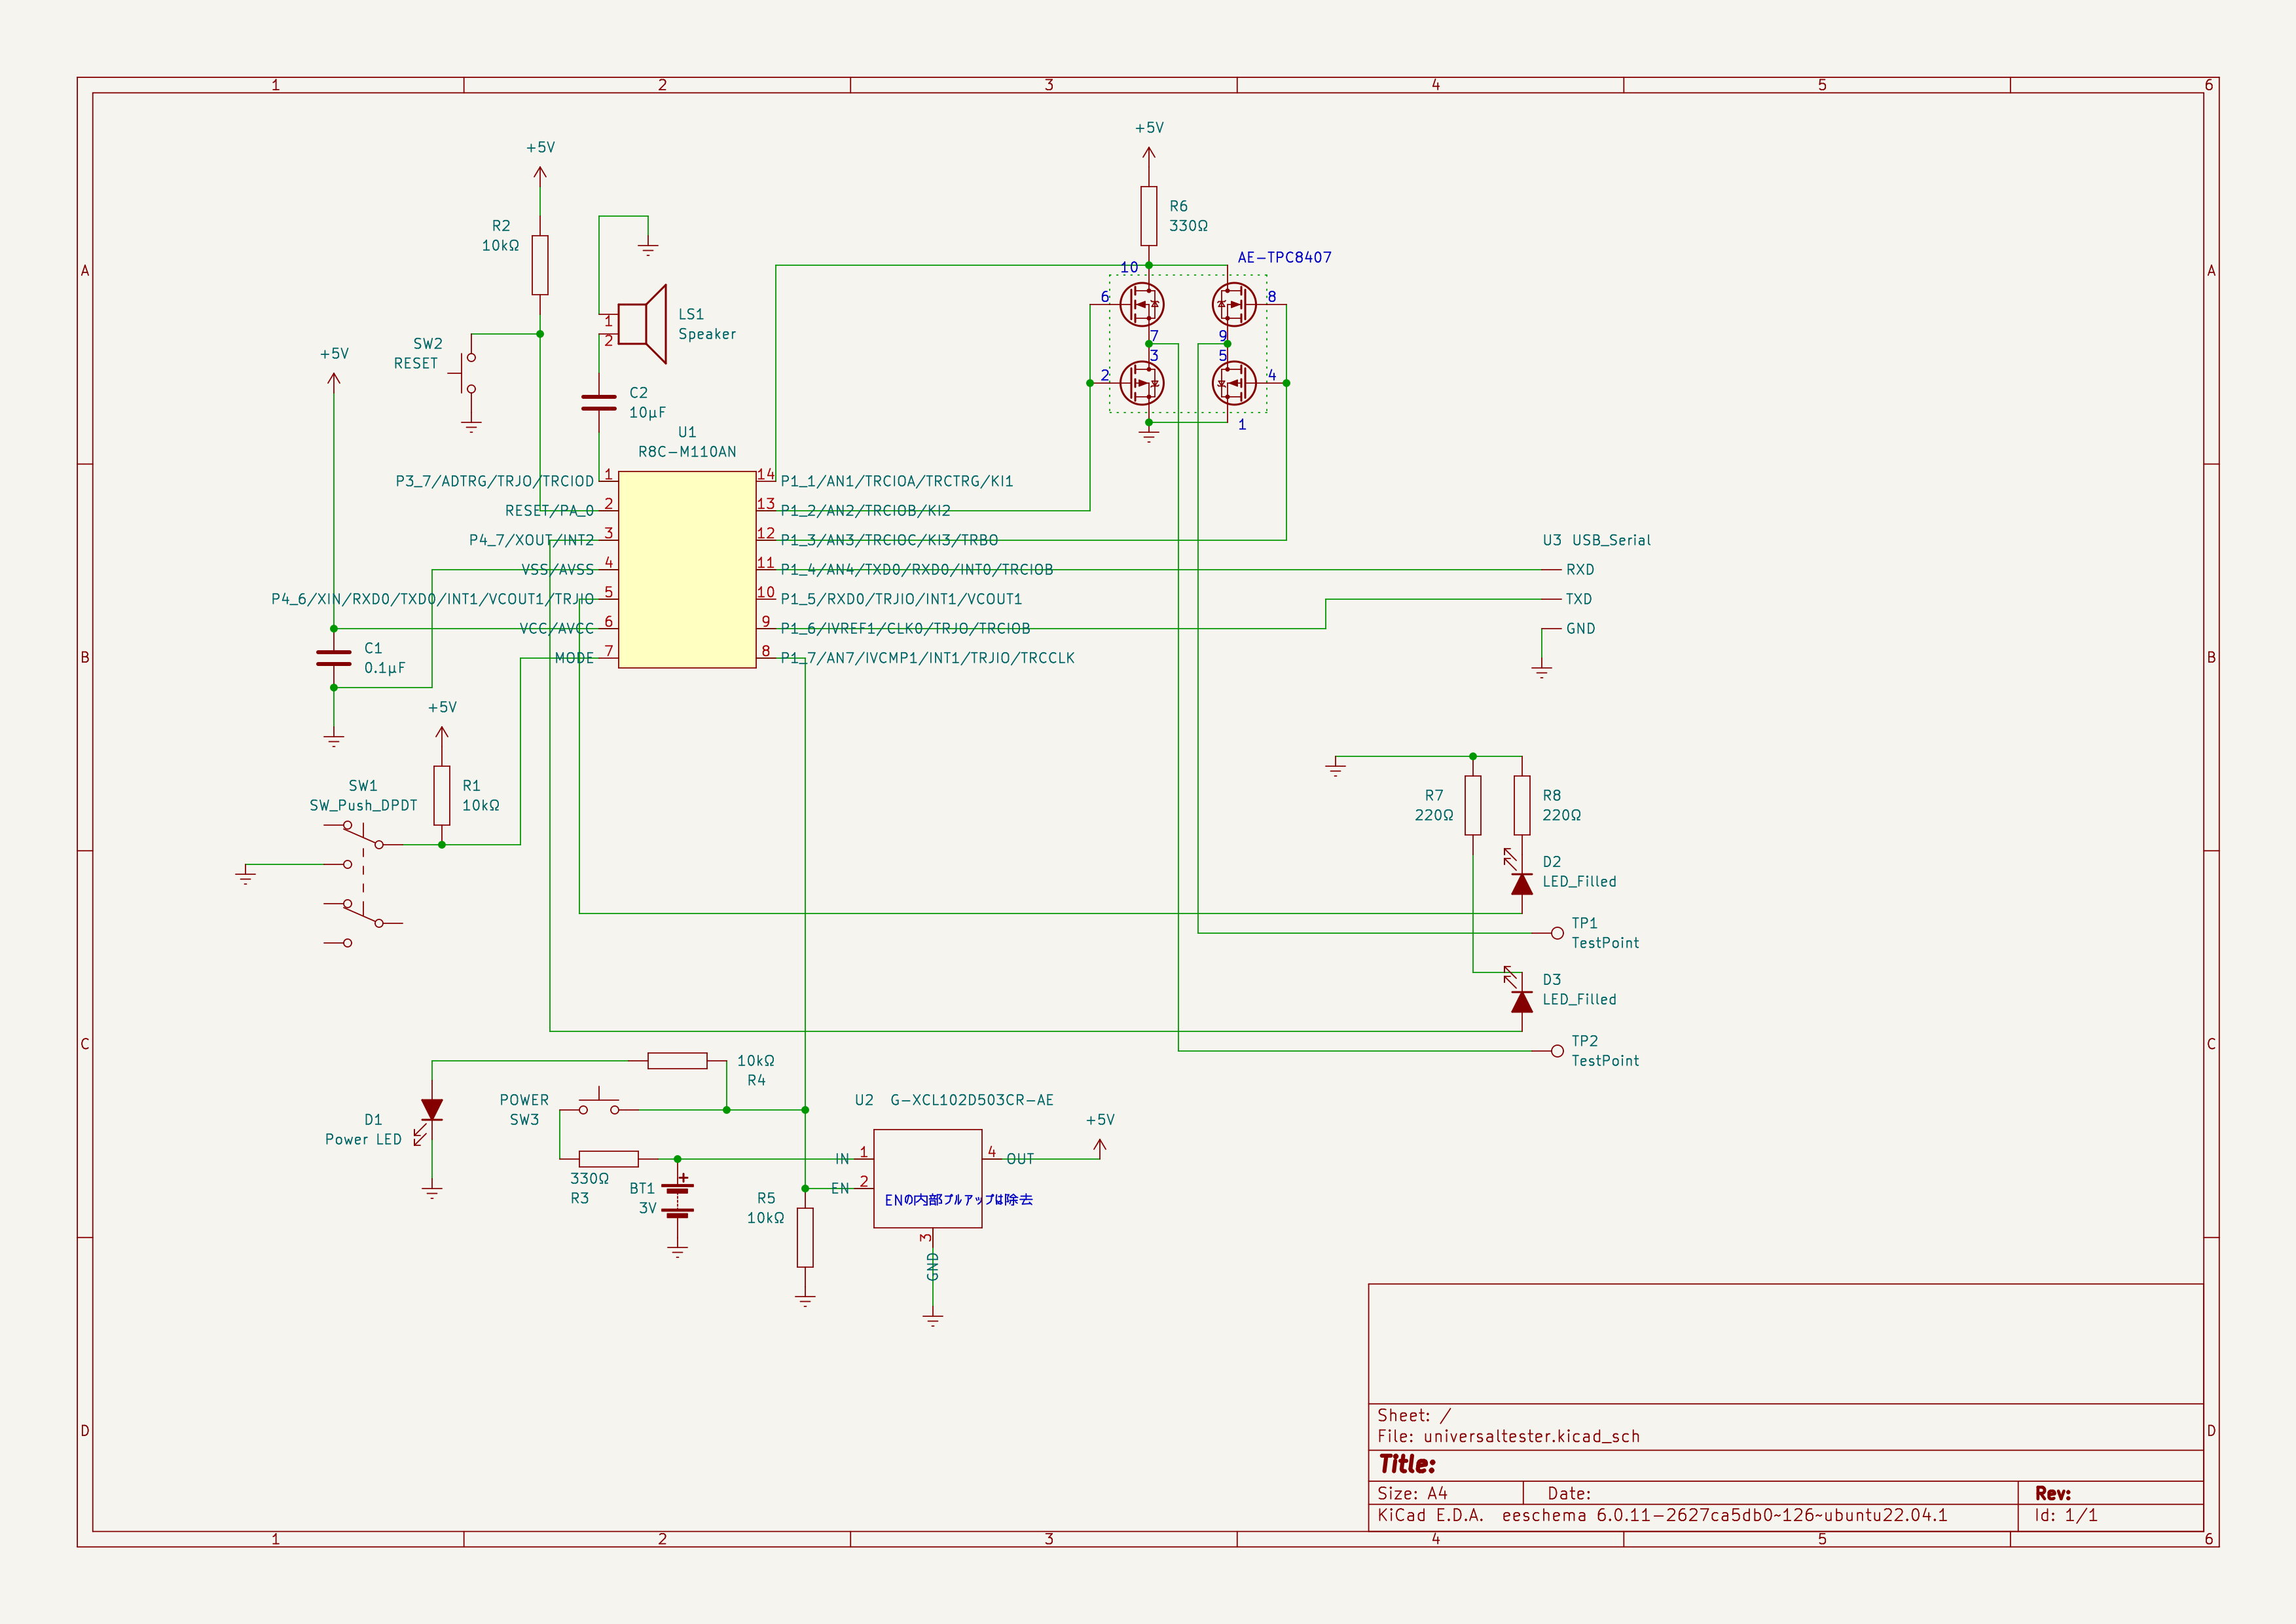 1 2 3 4 5 6
A
B
C
D
A
B
C
D
+5V
R2
10kΩ
SW2
RESET
+5V
LS1
Speaker
1
2
C2
10µF
U1
R8C-M110AN
P3_7/ADTRG/TRJO/TRCIOD 1
RESET/PA_0 2
P4_7/XOUT/INT2 3
VSS/AVSS 4
P4_6/XIN/RXD0/TXD0/INT1/VCOUT1/TRJIO 5
VCC/AVCC 6
MODE 7
14 P1_1/AN1/TRCIOA/TRCTRG/KI1
13 P1_2/AN2/TRCIOB/KI2
12 P1_3/AN3/TRCIOC/KI3/TRBO
11 P1_4/AN4/TXD0/RXD0/INT0/TRCIOB
10 P1_5/RXD0/TRJIO/INT1/VCOUT1
9 P1_6/IVREF1/CLK0/TRJO/TRCIOB
8 P1_7/AN7/IVCMP1/INT1/TRJIO/TRCCLK
C1
0.1µF
+5V
R6
330Ω
AE-TPC8407
10
6 8
7 9
3 5
2 4
1
U3 USB_Serial
RXD
TXD
GND
+5V
R1
10kΩ
SW1
SW_Push_DPDT
R7
220Ω
R8
220Ω
D2
LED_Filled
TP1
TestPoint
D3
LED_Filled
TP2
TestPoint
10kΩ
R4
POWER
SW3
D1
Power LED
330Ω
R3
BT1
3V
+
R5
10kΩ
U2 G-XCL102D503CR-AE
IN 1
EN 2
4 OUT
3
GND
ENの内部プルアップは除去
+5V
Sheet: /
File: universaltester.kicad_sch
Title:
Size: A4 Date: Rev:
KiCad E.D.A. eeschema 6.0.11-2627ca5db0~126~ubuntu22.04.1 Id: 1/1
1 2 3 4 5 6